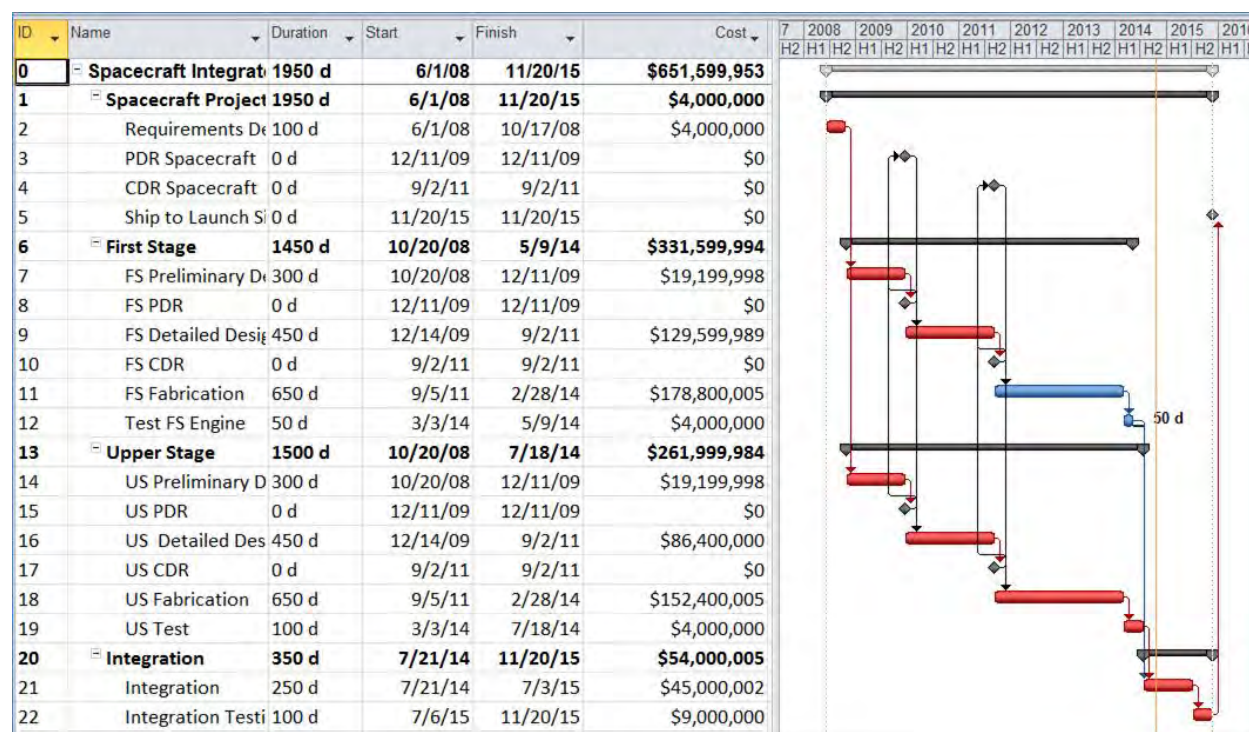 ID Name Duration Start Finish Cost 7 2008 2009 2010 2011 2012 2013 2014 2015 2016
H2 H1 H2 H1 H2 H1 H2 H1 H2 H1 H2 H1 H2 H1 H2 H1 H2 H1
0 Spacecraft Integrat 1950 d 6/1/08 11/20/15 $651,599,953
1 Spacecraft Project 1950 d 6/1/08 11/20/15 $4,000,000
2 Requirements De 100 d 6/1/08 10/17/08 $4,000,000
3 PDR Spacecraft 0 d 12/11/09 12/11/09 $0
4 CDR Spacecraft 0 d 9/2/11 9/2/11 $0
5 Ship to Launch Si 0 d 11/20/15 11/20/15 $0
6 First Stage 1450 d 10/20/08 5/9/14 $331,599,994
7 FS Preliminary De 300 d 10/20/08 12/11/09 $19,199,998
8 FS PDR 0 d 12/11/09 12/11/09 $0
9 FS Detailed Desig 450 d 12/14/09 9/2/11 $129,599,989
10 FS CDR 0 d 9/2/11 9/2/11 $0
11 FS Fabrication 650 d 9/5/11 2/28/14 $178,800,005
12 Test FS Engine 50 d 3/3/14 5/9/14 $4,000,000 50 d
13 Upper Stage 1500 d 10/20/08 7/18/14 $261,999,984
14 US Preliminary D 300 d 10/20/08 12/11/09 $19,199,998
15 US PDR 0 d 12/11/09 12/11/09 $0
16 US Detailed Des 450 d 12/14/09 9/2/11 $86,400,000
17 US CDR 0 d 9/2/11 9/2/11 $0
18 US Fabrication 650 d 9/5/11 2/28/14 $152,400,005
19 US Test 100 d 3/3/14 7/18/14 $4,000,000
20 Integration 350 d 7/21/14 11/20/15 $54,000,005
21 Integration 250 d 7/21/14 7/3/15 $45,000,002
22 Integration Testi 100 d 7/6/15 11/20/15 $9,000,000